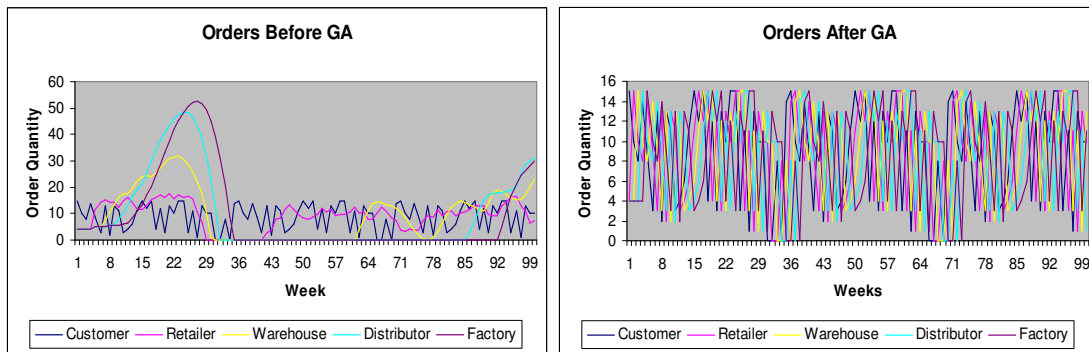 Orders Before GA
60
50
40
30
20
10
0
Order Quantity
1 8 15 22 29 36 43 50 57 64 71 78 85 92 99
Week
Customer Retailer Warehouse Distributor Factory
Orders After GA
16
14
12
10
8
6
4
2
0
Order Quantity
1 8 15 22 29 36 43 50 57 64 71 78 85 92 99
Weeks
Customer Retailer Warehouse Distributor Factory